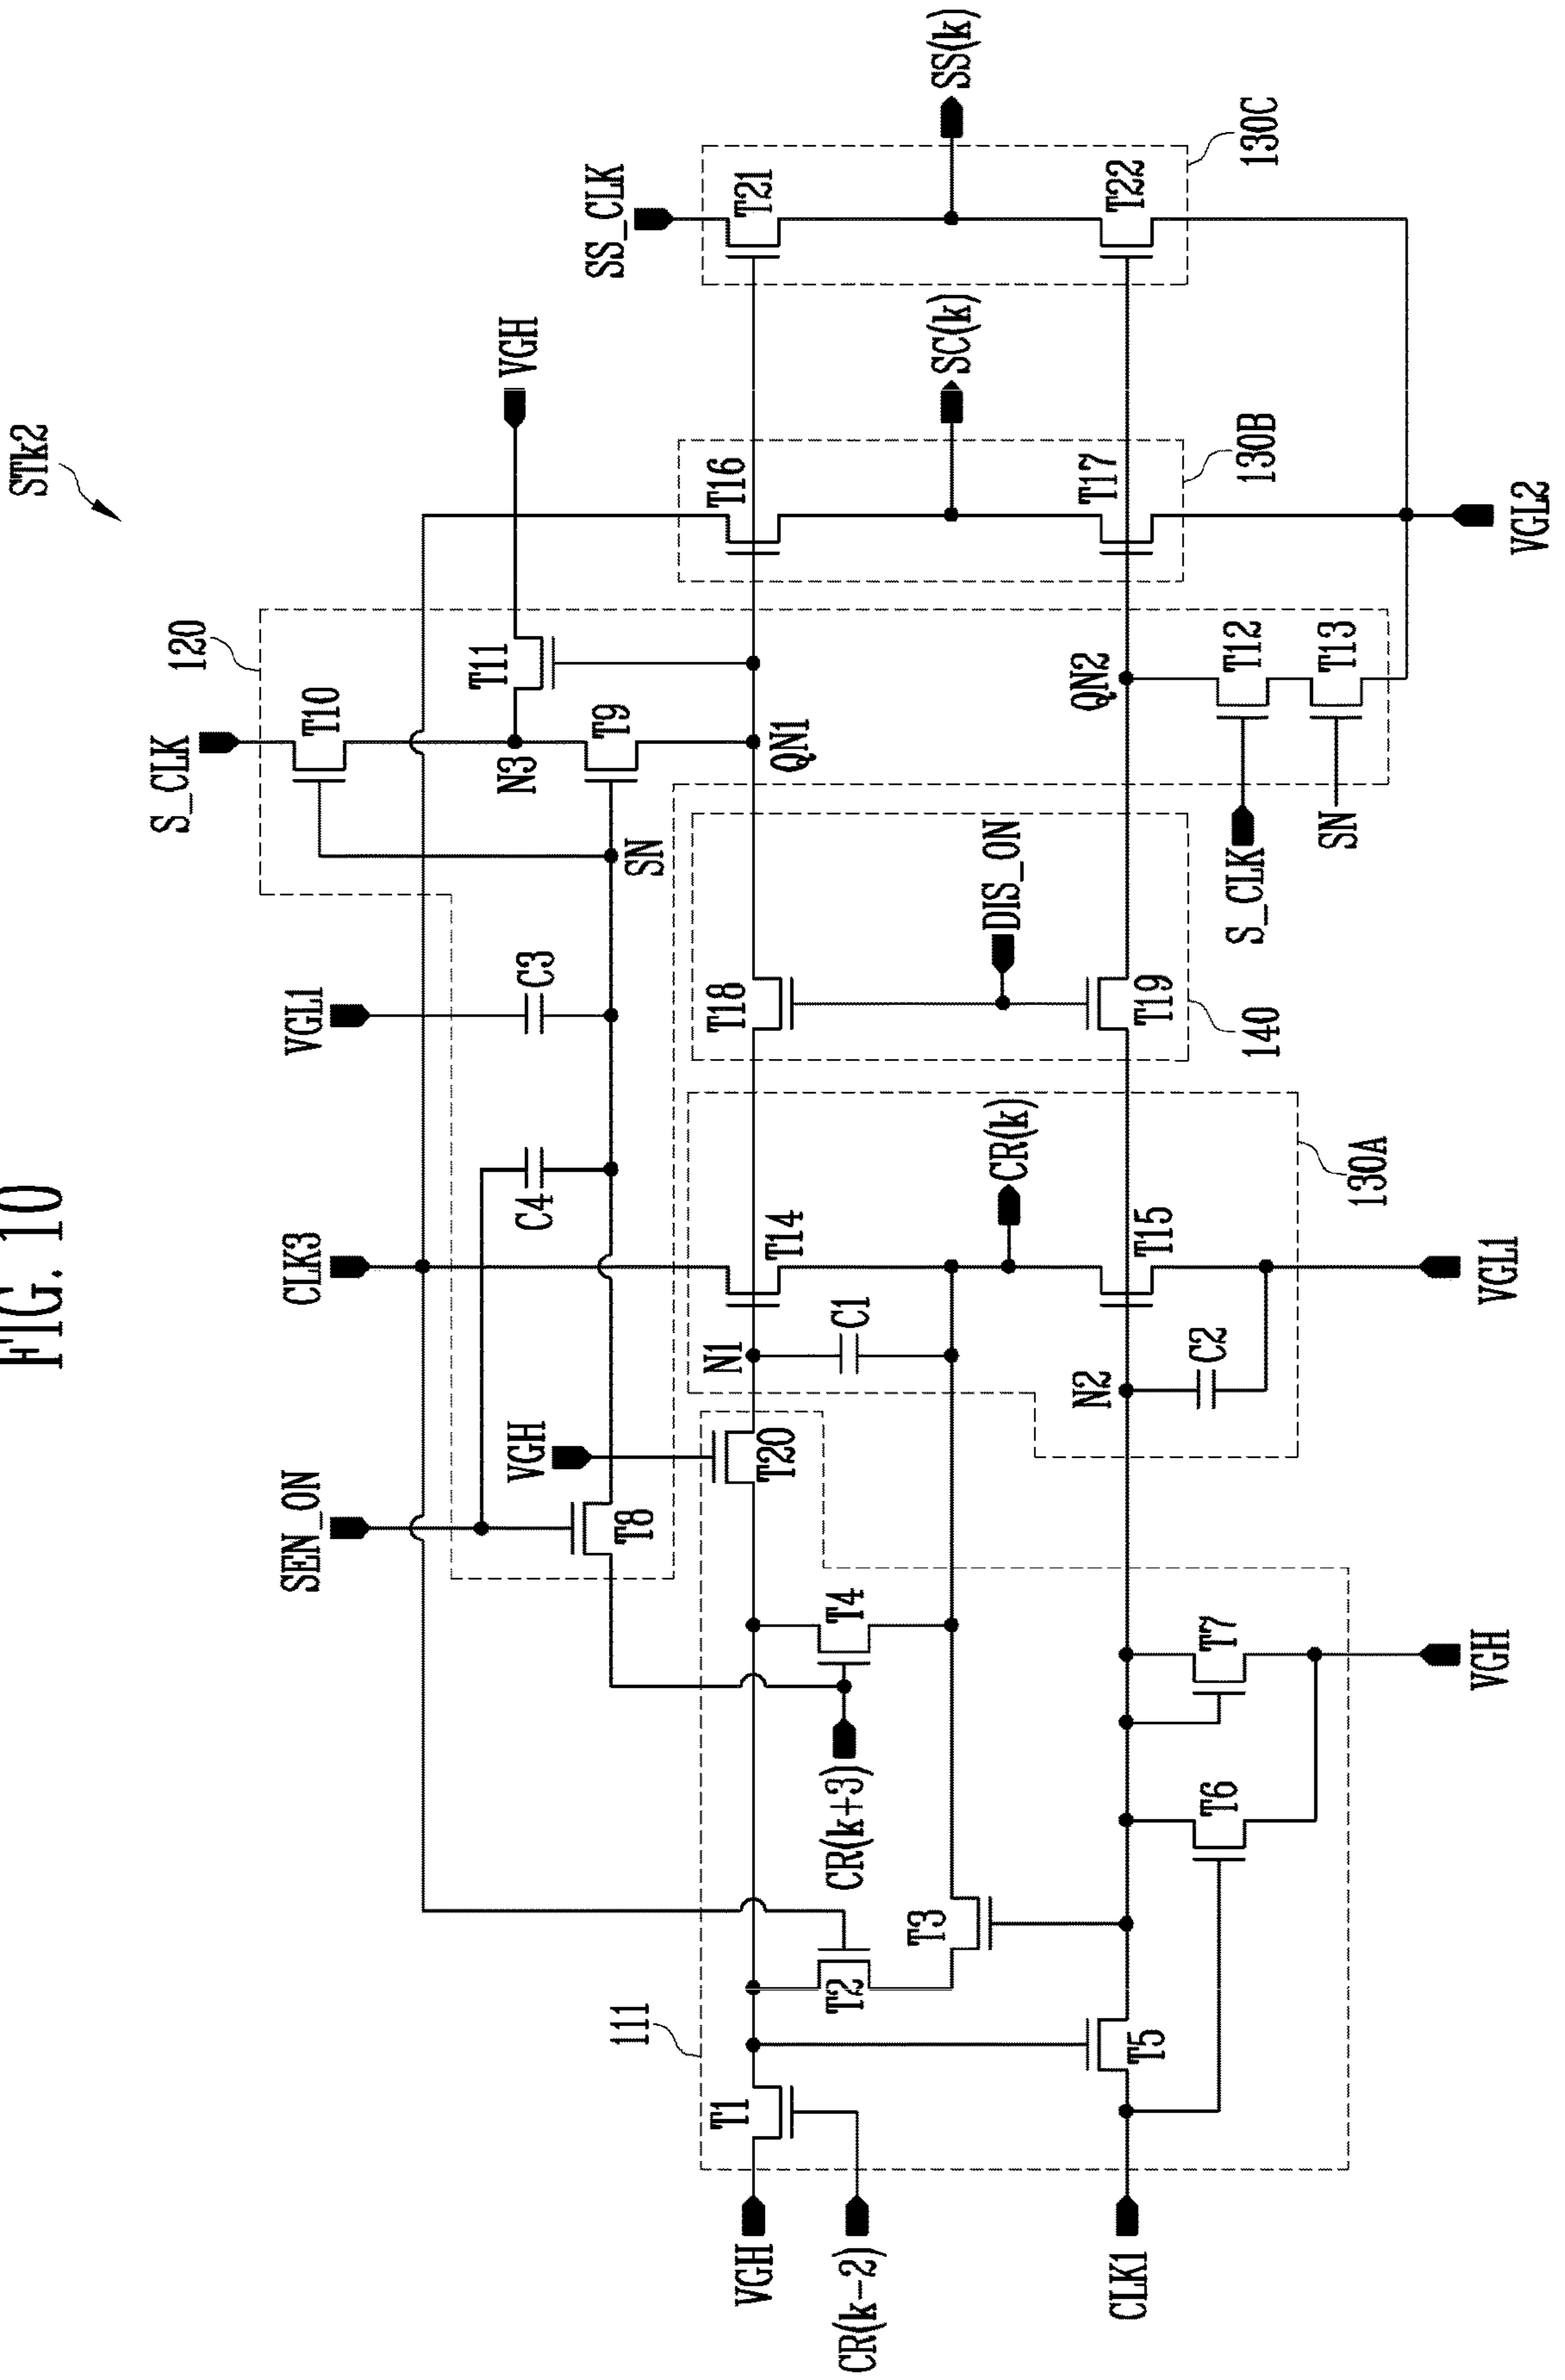 FIG. 10
STk2
S_CLK
120
VGH
SS_CLK
SEN_ON
CLK3
VGL1
T10
T11
N3
T9
C4
C3
SN
T8
VGH
QN1
111
T20
N1
T18
T16
T21
VGH
T1
T2
T4
C1
T14
CR(k-2)
CR(k+3)
T3
CR(k)
DIS_ON
SC(k)
SS(k)
N2
QN2
T17
T22
CLK1
T5
T6
T7
C2
T15
T19
140
S_CLK
T12
SN
T13
130B
130C
130A
VGH
VGL1
VGL2